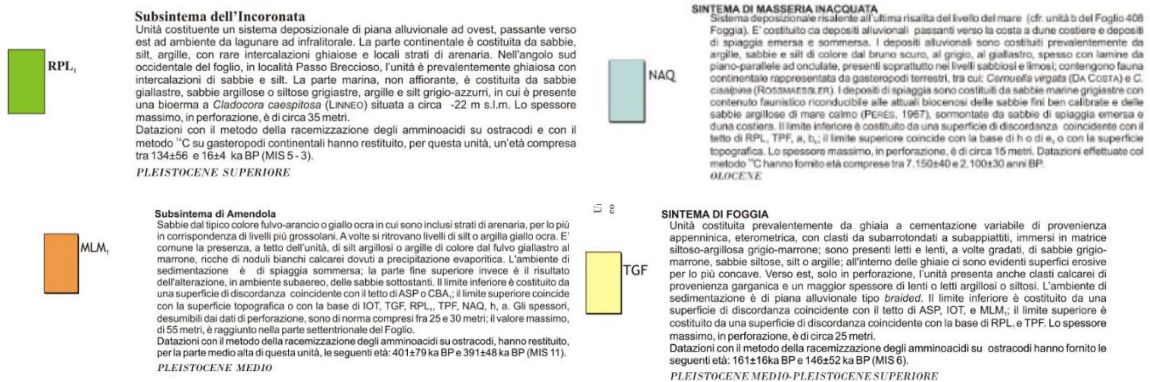 Subsintema dell'Incoronata
Unità costituente un sistema deposizionale di piana alluvionale ad ovest, passante verso
est ad ambiente da lagunare ad infralitorale. La parte continentale è costituita da sabbie,
silt, argille, con rare intercalazioni ghiaiose e locali strati di arenaria. Nell'angolo sud
occidentale del foglio, in località Passo Breccioso, l'unità è prevalentemente ghiaiosa con
intercalazioni di sabbie e silt. La parte marina, non affiorante, è costituita da sabbie
giallastre, sabbie argillose o siltose grigiastre, argille e silt grigio-azzurri, in cui è presente
una bioerma a Cladocora caespitosa (LINNEO) situata a circa -22 m s.l.m. Lo spessore
massimo, in perforazione, è di circa 35 metri.
Datazioni con il metodo della racemizzazione degli amminoacidi su ostracodi e con il
metodo ¹⁴C su gasteropodi continentali hanno restituito, per questa unità, un'età compresa
tra 134±56 e 16±4 ka BP (MIS 5 - 3).
PLEISTOCENE SUPERIORE
RPL₁
SINTEMA DI MASSERIA INACQUATA
Sistema deposizionale risalente all'ultima risalita del livello del mare (cfr. unità b del Foglio 408
Foggia). E' costituito da depositi alluvionali passanti verso la costa a dune costiere e depositi
di spiaggia emersa e sommersa. I depositi alluvionali sono costituiti prevalentemente da
argille, sabbie e silt di colore dal bruno scuro, al grigio, al giallastro, spesso con lamine da
piano-parallele ad ondulate, presenti soprattutto nei livelli sabbiosi e limosi; contengono fauna
continentale rappresentata da gasteropodi terrestri, tra cui: Cernuella virgata (DA COSTA) e C.
cisalpina (ROSSMAESSLER). I depositi di spiaggia sono costituiti da sabbie marine grigiastre con
contenuto faunistico riconducibile alle attuali biocenosi delle sabbie fini ben calibrate e delle
sabbie argillose di mare calmo (PERES, 1967), sormontate da sabbie di spiaggia emersa e
duna costiera. Il limite inferiore è costituito da una superficie di discordanza coincidente con il
tetto di RPL, TPF, a, b₂; il limite superiore coincide con la base di h o di e, o con la superficie
topografica. Lo spessore massimo, in perforazione, è di circa 15 metri. Datazioni effettuate col
metodo ¹⁴C hanno fornito età comprese tra 7.150±40 e 2.100±30 anni BP.
OLOCENE
NAQ
Subsintema di Amendola
Sabbie dal tipico colore fulvo-arancio o giallo ocra in cui sono inclusi strati di arenaria, per lo più
in corrispondenza di livelli più grossolani. A volte si ritrovano livelli di silt o argilla giallo ocra. E'
comune la presenza, a tetto dell'unità, di silt argillosi o argille di colore dal fulvo giallastro al
marrone, ricche di noduli bianchi calcarei dovuti a precipitazione evaporitica. L'ambiente di
sedimentazione è di spiaggia sommersa; la parte fine superiore invece è il risultato
dell'alterazione, in ambiente subaereo, delle sabbie sottostanti. Il limite inferiore è costituito da
una superficie di discordanza coincidente con il tetto di ASP o CBA₁; il limite superiore coincide
con la superficie topografica o con la base di IOT, TGF, RPL₁, TPF, NAQ, h, a. Gli spessori,
desumibili dai dati di perforazione, sono di norma compresi fra 25 e 30 metri; il valore massimo,
di 55 metri, è raggiunto nella parte settentrionale del Foglio.
Datazioni con il metodo della racemizzazione degli amminoacidi su ostracodi, hanno restituito,
per la parte medio alta di questa unità, le seguenti età: 401±79 ka BP e 391±48 ka BP (MIS 11).
PLEISTOCENE MEDIO
MLM₁
SINTEMA DI FOGGIA
Unità costituita prevalentemente da ghiaia a cementazione variabile di provenienza
appenninica, eterometrica, con clasti da subarrotondati a subappiattiti, immersi in matrice
siltoso-argillosa grigio-marrone; sono presenti letti e lenti, a volte gradati, di sabbie grigio-
marrone, sabbie siltose, silt o argille; all'interno delle ghiaie ci sono evidenti superfici erosive
per lo più concave. Verso est, solo in perforazione, l'unità presenta anche clasti calcarei di
provenienza garganica e un maggior spessore di lenti o letti argillosi o siltosi. L'ambiente di
sedimentazione è di piana alluvionale tipo braided. Il limite inferiore è costituito da una
superficie di discordanza coincidente con il tetto di ASP, IOT, e MLM₁; il limite superiore è
costituito da una superficie di discordanza coincidente con la base di RPL₁ e TPF. Lo spessore
massimo, in perforazione, è di circa 25 metri.
Datazioni con il metodo della racemizzazione degli amminoacidi su ostracodi hanno fornito le
seguenti età: 161±16ka BP e 146±52 ka BP (MIS 6).
PLEISTOCENE MEDIO-PLEISTOCENE SUPERIORE
TGF